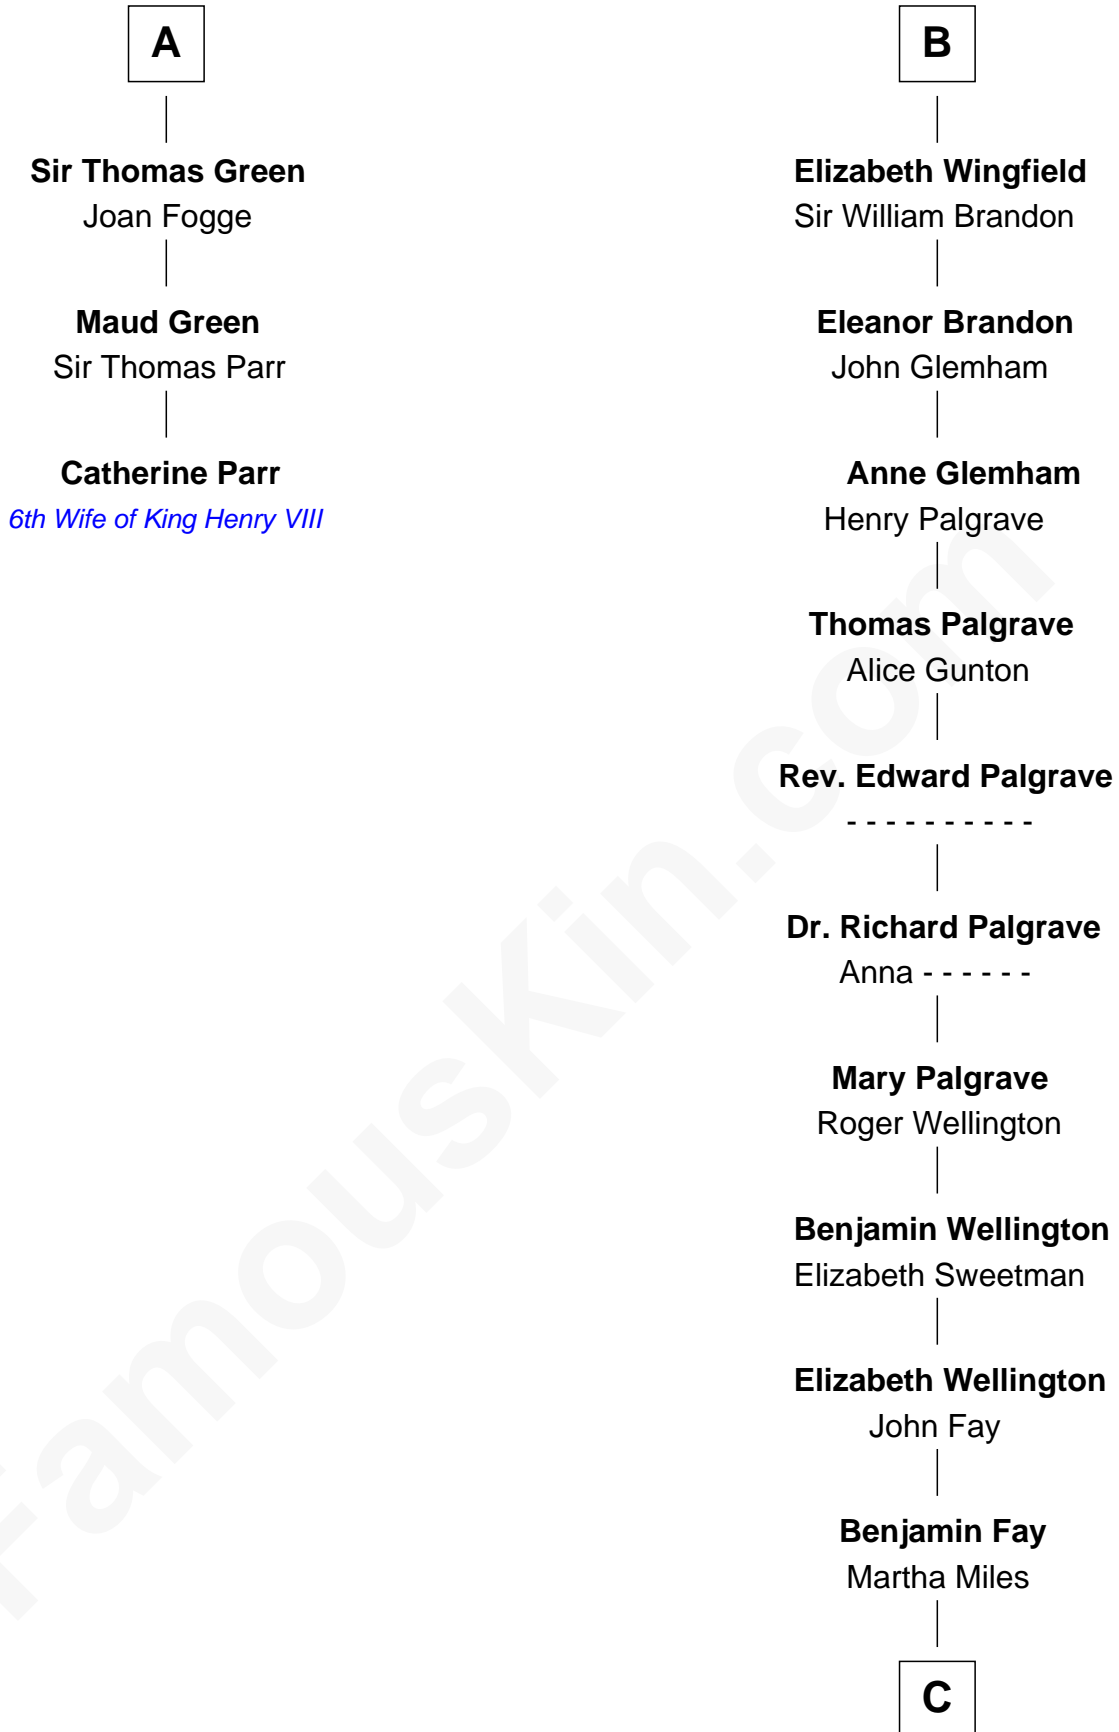 A
Sir Thomas Green
Joan Fogge
Maud Green
Sir Thomas Parr
Catherine Parr
6th Wife of King Henry VIII
B
Elizabeth Wingfield
Sir William Brandon
Eleanor Brandon
John Glemham
Anne Glemham
Henry Palgrave
Thomas Palgrave
Alice Gunton
Rev. Edward Palgrave
- - - - - - - - - -
Dr. Richard Palgrave
Anna - - - - - -
Mary Palgrave
Roger Wellington
Benjamin Wellington
Elizabeth Sweetman
Elizabeth Wellington
John Fay
Benjamin Fay
Martha Miles
C
FamousKin.com